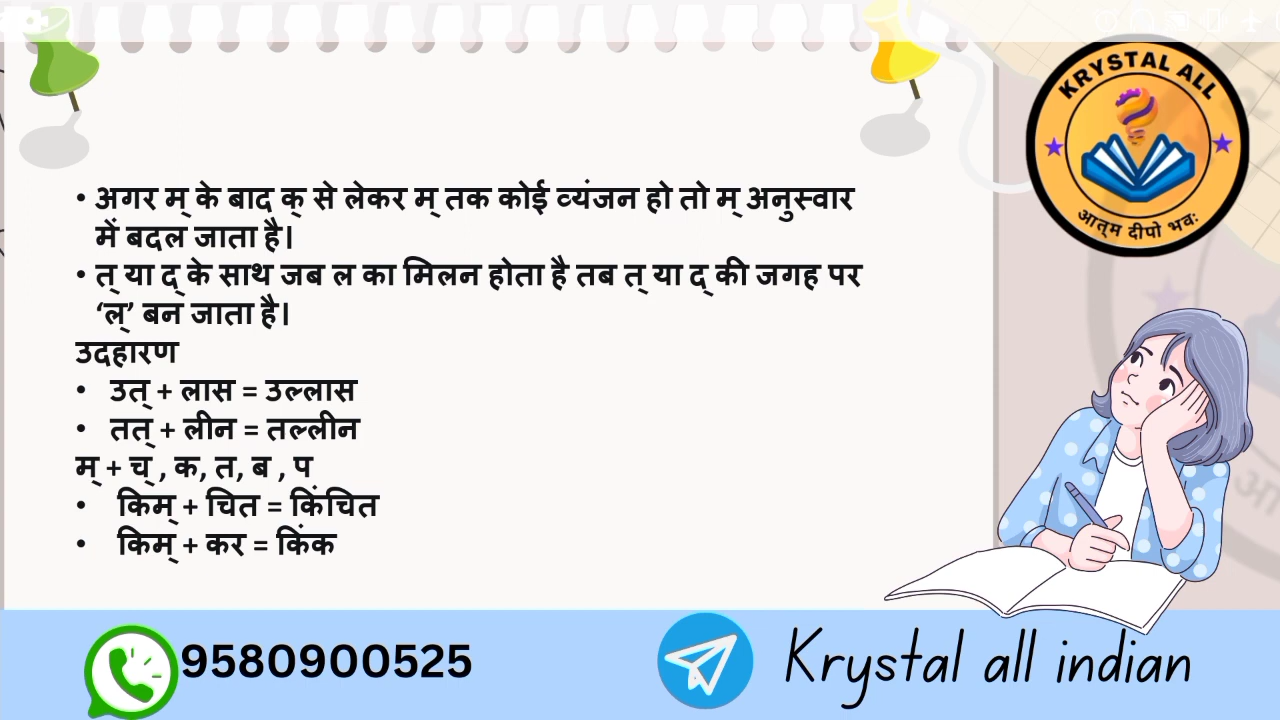 KRYSTAL ALL
आत्म दीपो भवः
• अगर म् के बाद क् से लेकर म् तक कोई व्यंजन हो तो म् अनुस्वार
में बदल जाता है।
• त् या द् के साथ जब ल का मिलन होता है तब त् या द् की जगह पर
‘ल्’ बन जाता है।
उदहारण
• उत् + लास = उल्लास
• तत् + लीन = तल्लीन
म् + च् , क, त, ब , प
• किम् + चित = किंचित
• किम् + कर = किंक
9580900525
Krystal all indian